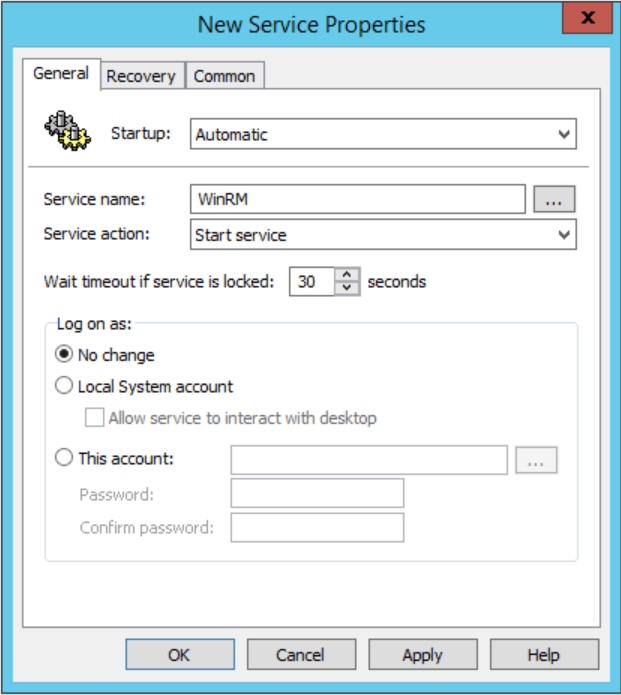 New Service Properties
x
General Recovery Common
Startup: Automatic
Service name: WinRM ...
Service action: Start service
Wait timeout if service is locked: 30 seconds
Log on as:
No change
Local System account
Allow service to interact with desktop
This account: ...
Password:
Confirm password:
OK Cancel Apply Help